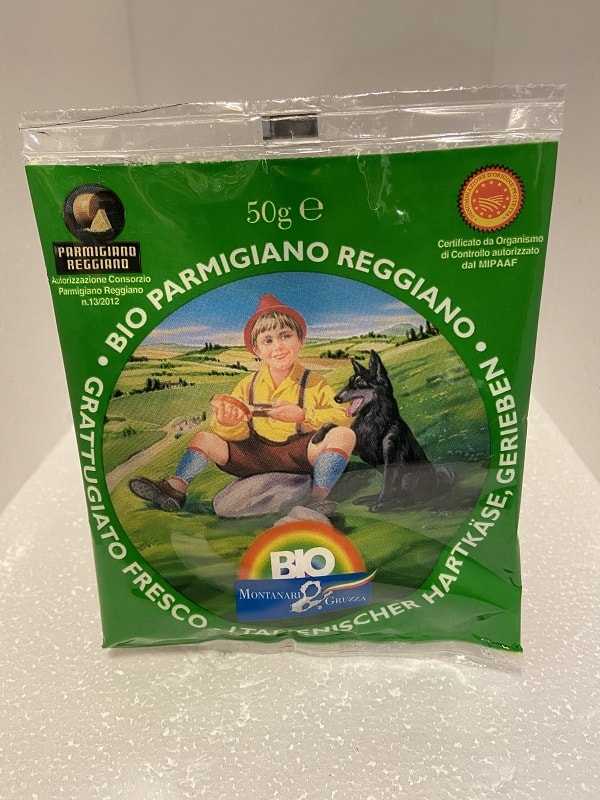 50g ℮
PARMIGIANO
REGGIANO
Autorizzazione Consorzio
Parmigiano Reggiano
n.13/2012
Certificato da Organismo
di Controllo autorizzato
dal MIPAAF
• BIO PARMIGIANO REGGIANO •
GRATTUGIATO FRESCO - ITALIENISCHER HARTKÄSE, GERIEBEN
BIO
MONTANARI & GRUZZA